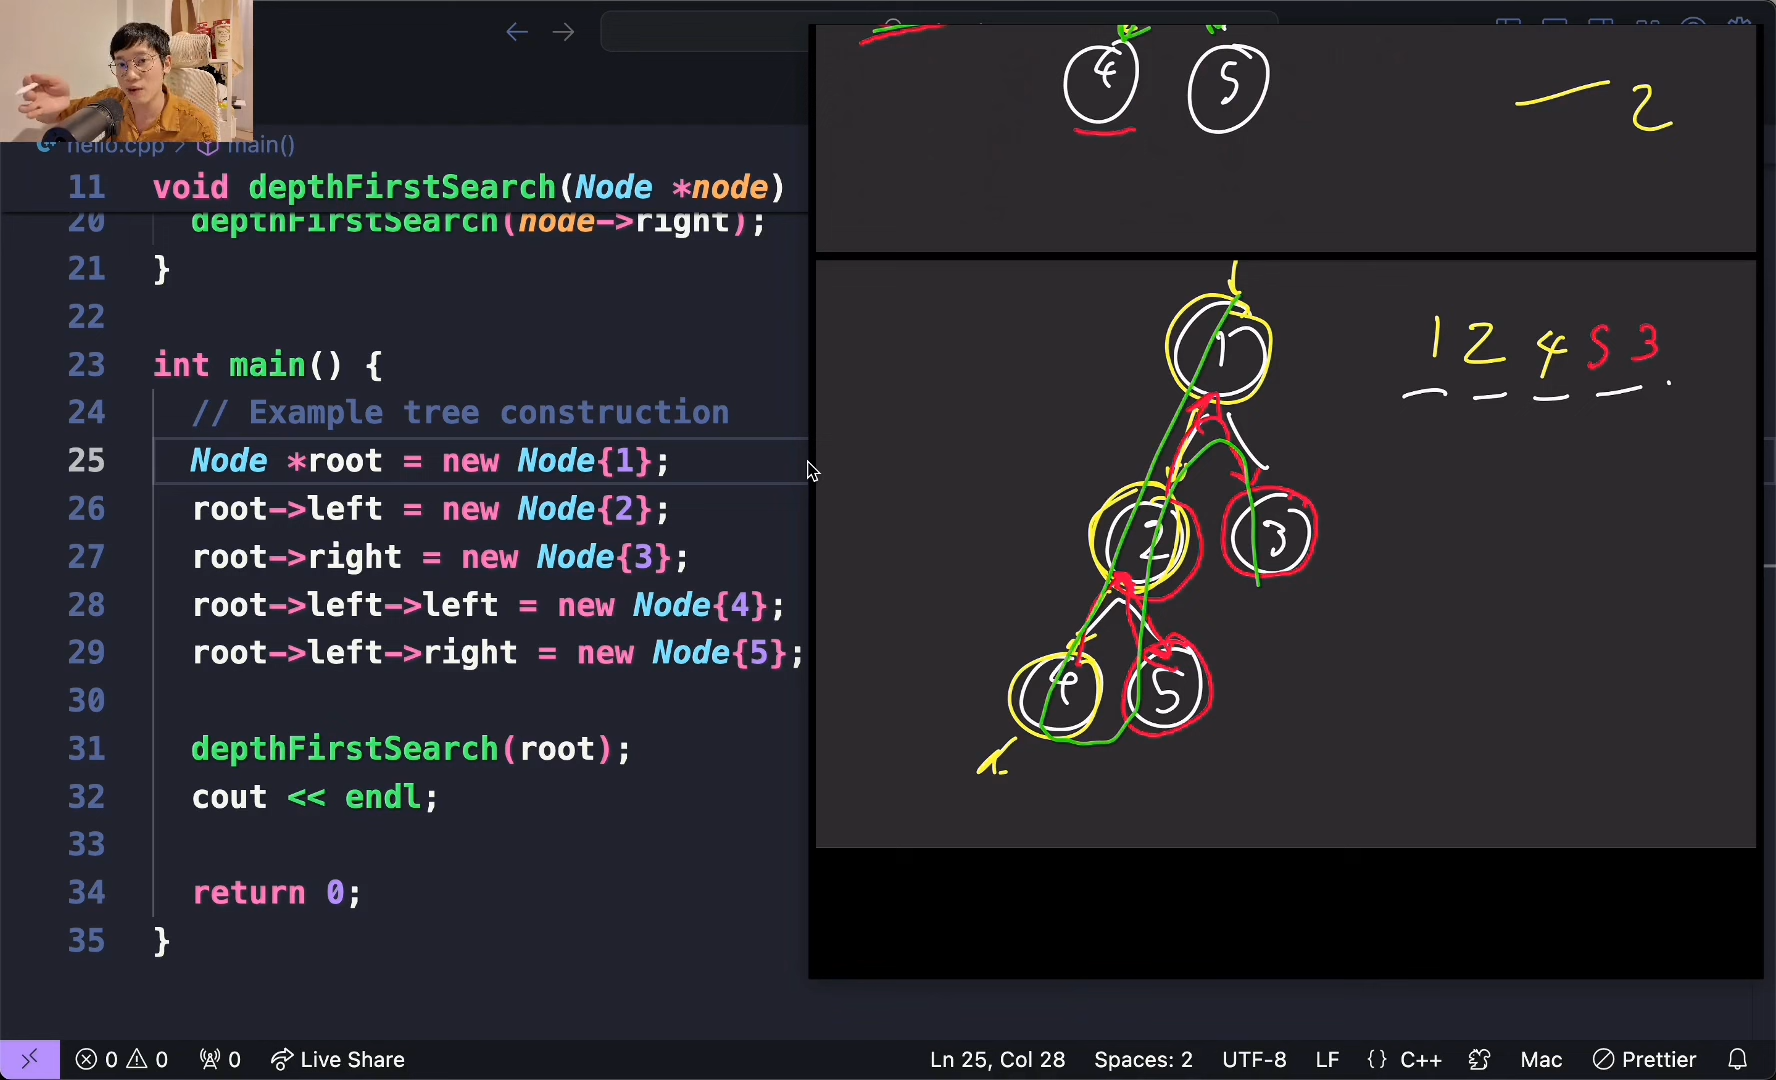 hello.cpp > main()
11 void depthFirstSearch(Node *node)
20 depthFirstSearch(node->right);
21 }
22
23 int main() {
24 // Example tree construction
25 Node *root = new Node{1};
26 root->left = new Node{2};
27 root->right = new Node{3};
28 root->left->left = new Node{4};
29 root->left->right = new Node{5};
30
31 depthFirstSearch(root);
32 cout << endl;
33
34 return 0;
35 }
4 5
2
1
1 2 4 5 3
2 3
4 5
0 0 0 Live Share Ln 25, Col 28 Spaces: 2 UTF-8 LF {} C++ Mac Prettier